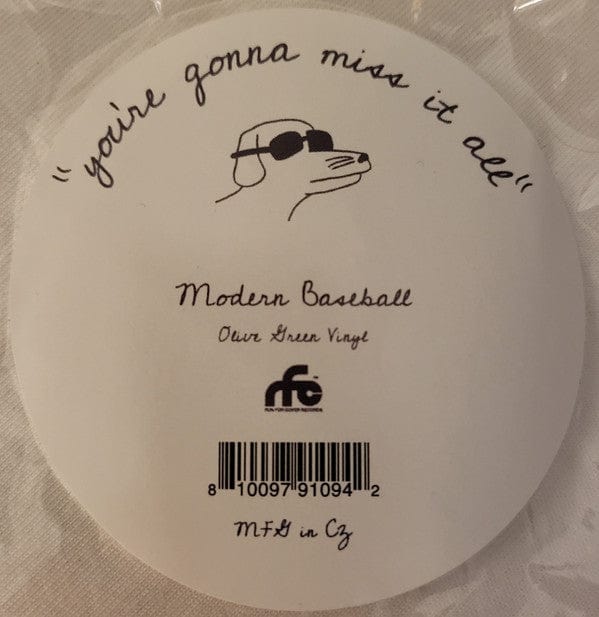 "you're gonna miss it all"
Modern Baseball
Olive Green Vinyl
rfc
RUN FOR COVER RECORDS
8 10097 91094 2
MFG in CZ